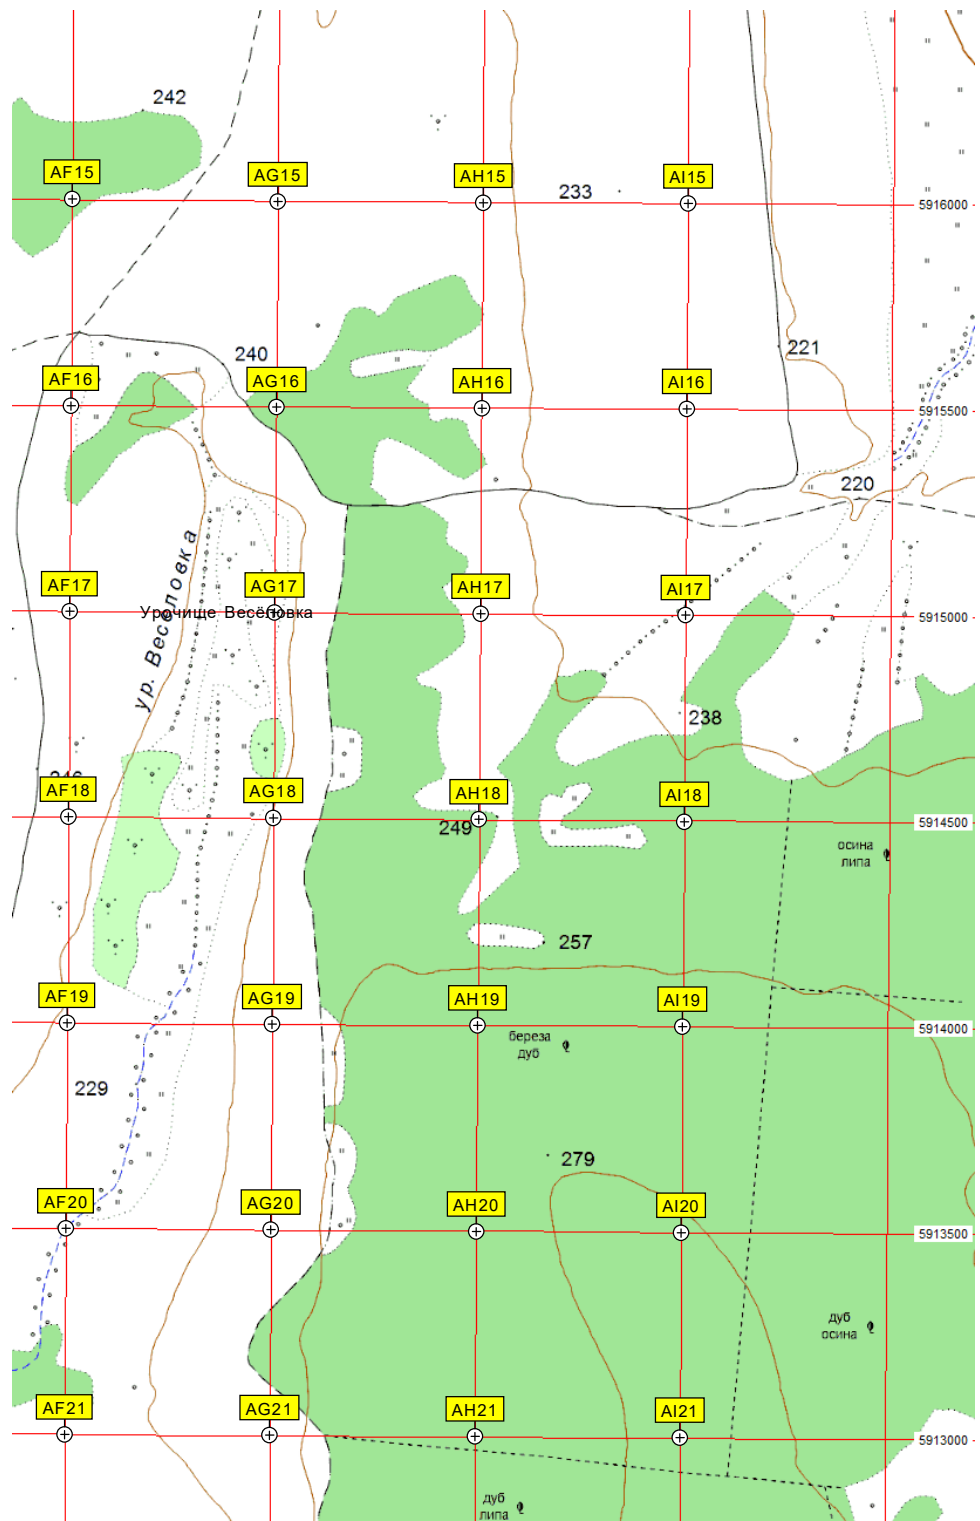 242
AF15
AG15
AH15
AI15
233
5916000
240
221
AF16
AG16
AH16
AI16
5915500
220
ур. Весёловка
AF17
AG17
AH17
AI17
Урочище Весёловка
5915000
238
246
AF18
AG18
AH18
AI18
249
5914500
осина
липа
257
AF19
AG19
AH19
AI19
5914000
береза
дуб
229
279
AF20
AG20
AH20
AI20
5913500
дуб
осина
AF21
AG21
AH21
AI21
5913000
дуб
липа